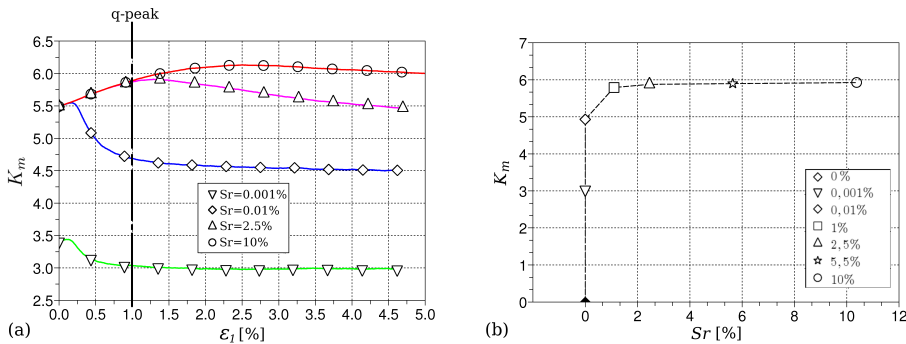 q-peak
6.5
6.0
5.5
5.0
4.5
4.0
3.5
3.0
2.5
K_m
Sr=0.001%
Sr=0.01%
Sr=2.5%
Sr=10%
0.0 0.5 1.0 1.5 2.0 2.5 3.0 3.5 4.0 4.5 5.0
(a)
ε_1 [%]
7
6
5
4
3
2
1
0
K_m
0%
0,001%
0,01%
1%
2,5%
5,5%
10%
0 2 4 6 8 10 12
(b)
Sr [%]